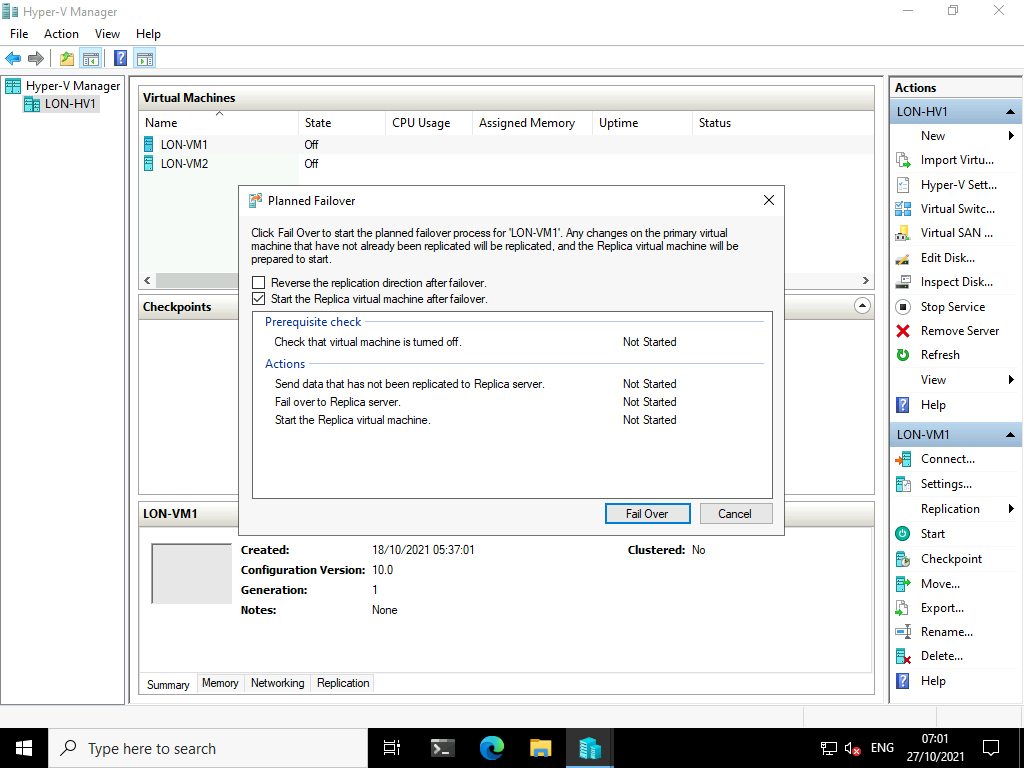 Hyper-V Manager
File Action View Help
Hyper-V Manager
LON-HV1
Virtual Machines
Name State CPU Usage Assigned Memory Uptime Status
LON-VM1 Off
LON-VM2 Off
Planned Failover
Click Fail Over to start the planned failover process for 'LON-VM1'. Any changes on the primary virtual
machine that have not already been replicated will be replicated, and the Replica virtual machine will be
prepared to start.
Reverse the replication direction after failover.
Start the Replica virtual machine after failover.
Prerequisite check
Check that virtual machine is turned off. Not Started
Actions
Send data that has not been replicated to Replica server. Not Started
Fail over to Replica server. Not Started
Start the Replica virtual machine. Not Started
Fail Over Cancel
Checkpoints
LON-VM1
Created: 18/10/2021 05:37:01 Clustered: No
Configuration Version: 10.0
Generation: 1
Notes: None
Summary Memory Networking Replication
Actions
LON-HV1
New
Import Virtu...
Hyper-V Sett...
Virtual Switc...
Virtual SAN ...
Edit Disk...
Inspect Disk...
Stop Service
Remove Server
Refresh
View
Help
LON-VM1
Connect...
Settings...
Replication
Start
Checkpoint
Move...
Export...
Rename...
Delete...
Help
Type here to search
ENG
07:01
27/10/2021